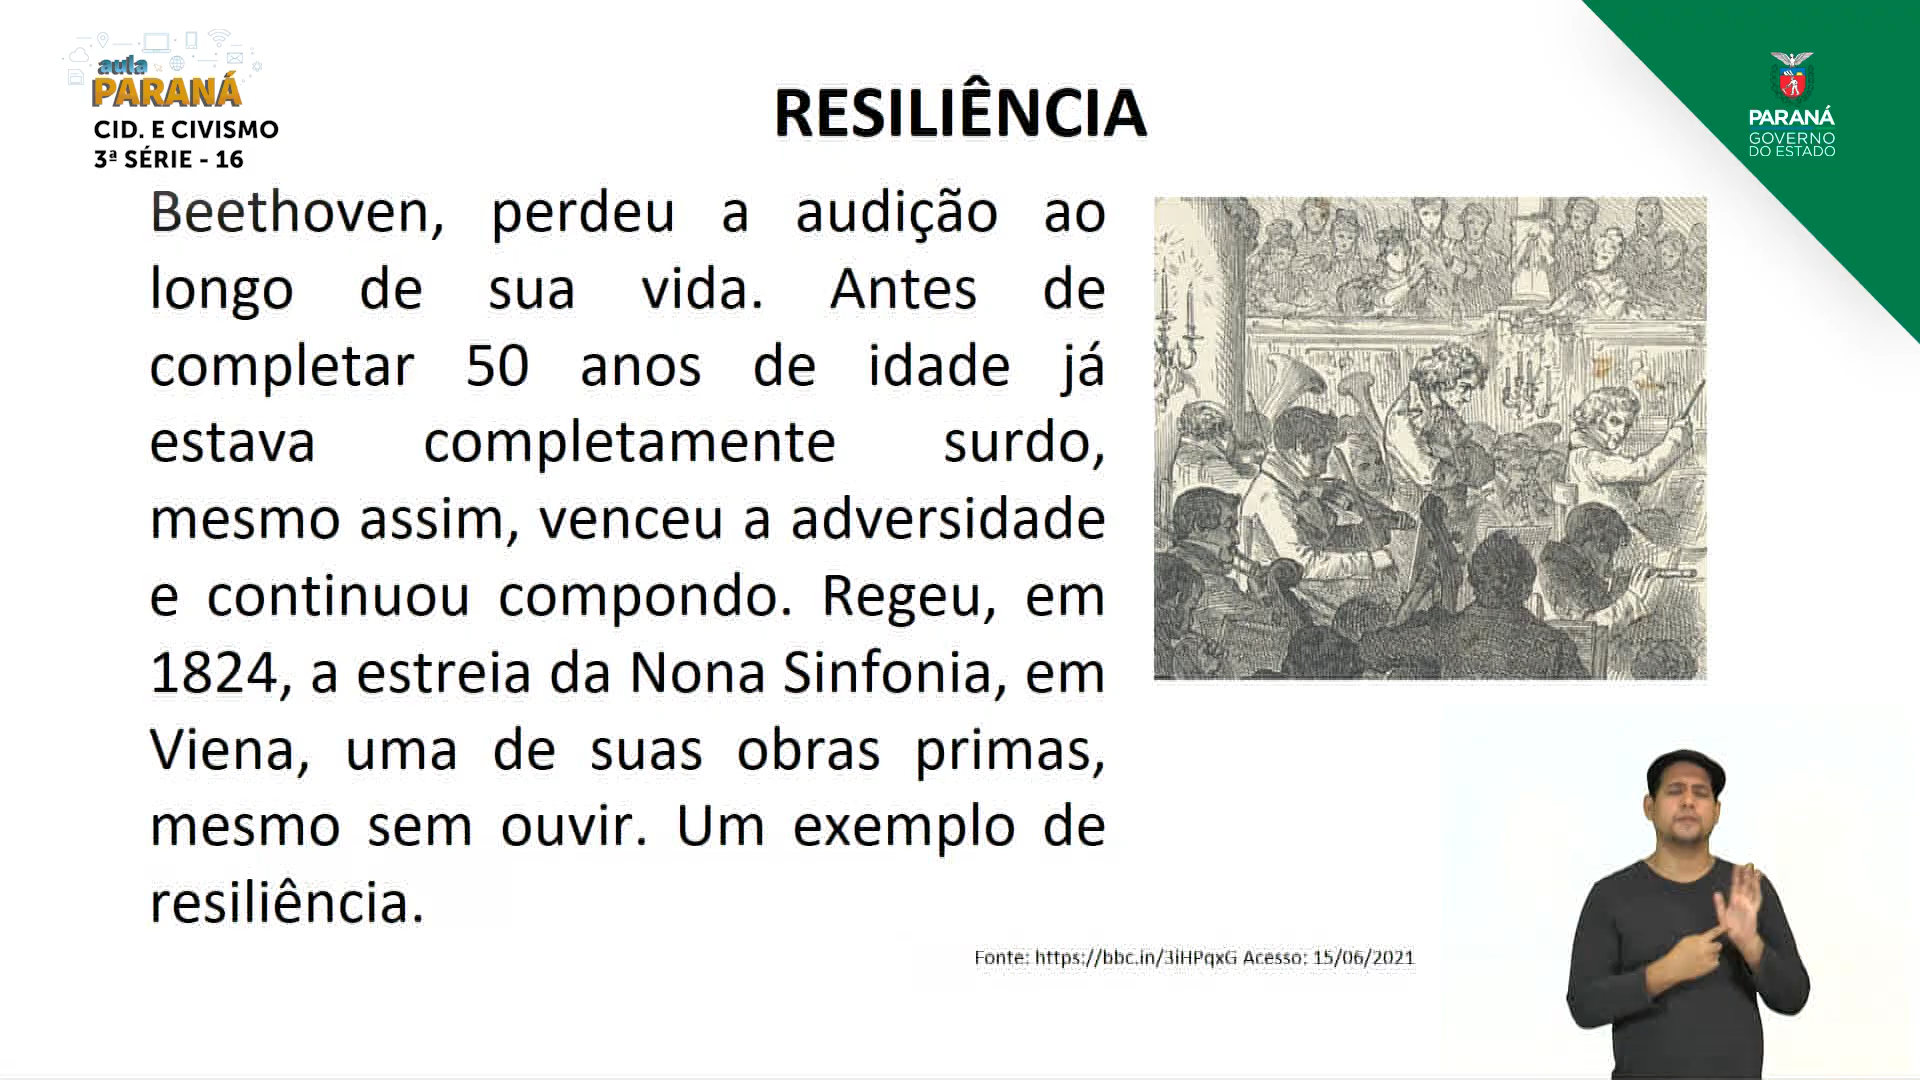 aula
PARANÁ
CID. E CIVISMO
3ª SÉRIE - 16
RESILIÊNCIA
PARANÁ
GOVERNO
DO ESTADO
Beethoven, perdeu a audição ao
longo de sua vida. Antes de
completar 50 anos de idade já
estava completamente surdo,
mesmo assim, venceu a adversidade
e continuou compondo. Regeu, em
1824, a estreia da Nona Sinfonia, em
Viena, uma de suas obras primas,
mesmo sem ouvir. Um exemplo de
resiliência.
Fonte: https://bbc.in/3iHPqxG Acesso: 15/06/2021